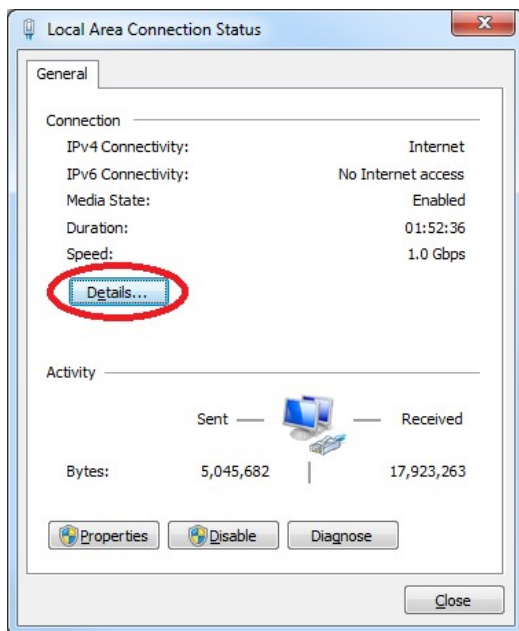 Local Area Connection Status
General
Connection
IPv4 Connectivity: Internet
IPv6 Connectivity: No Internet access
Media State: Enabled
Duration: 01:52:36
Speed: 1.0 Gbps
Details...
Activity
Sent Received
Bytes: 5,045,682 17,923,263
Properties Disable Diagnose
Close